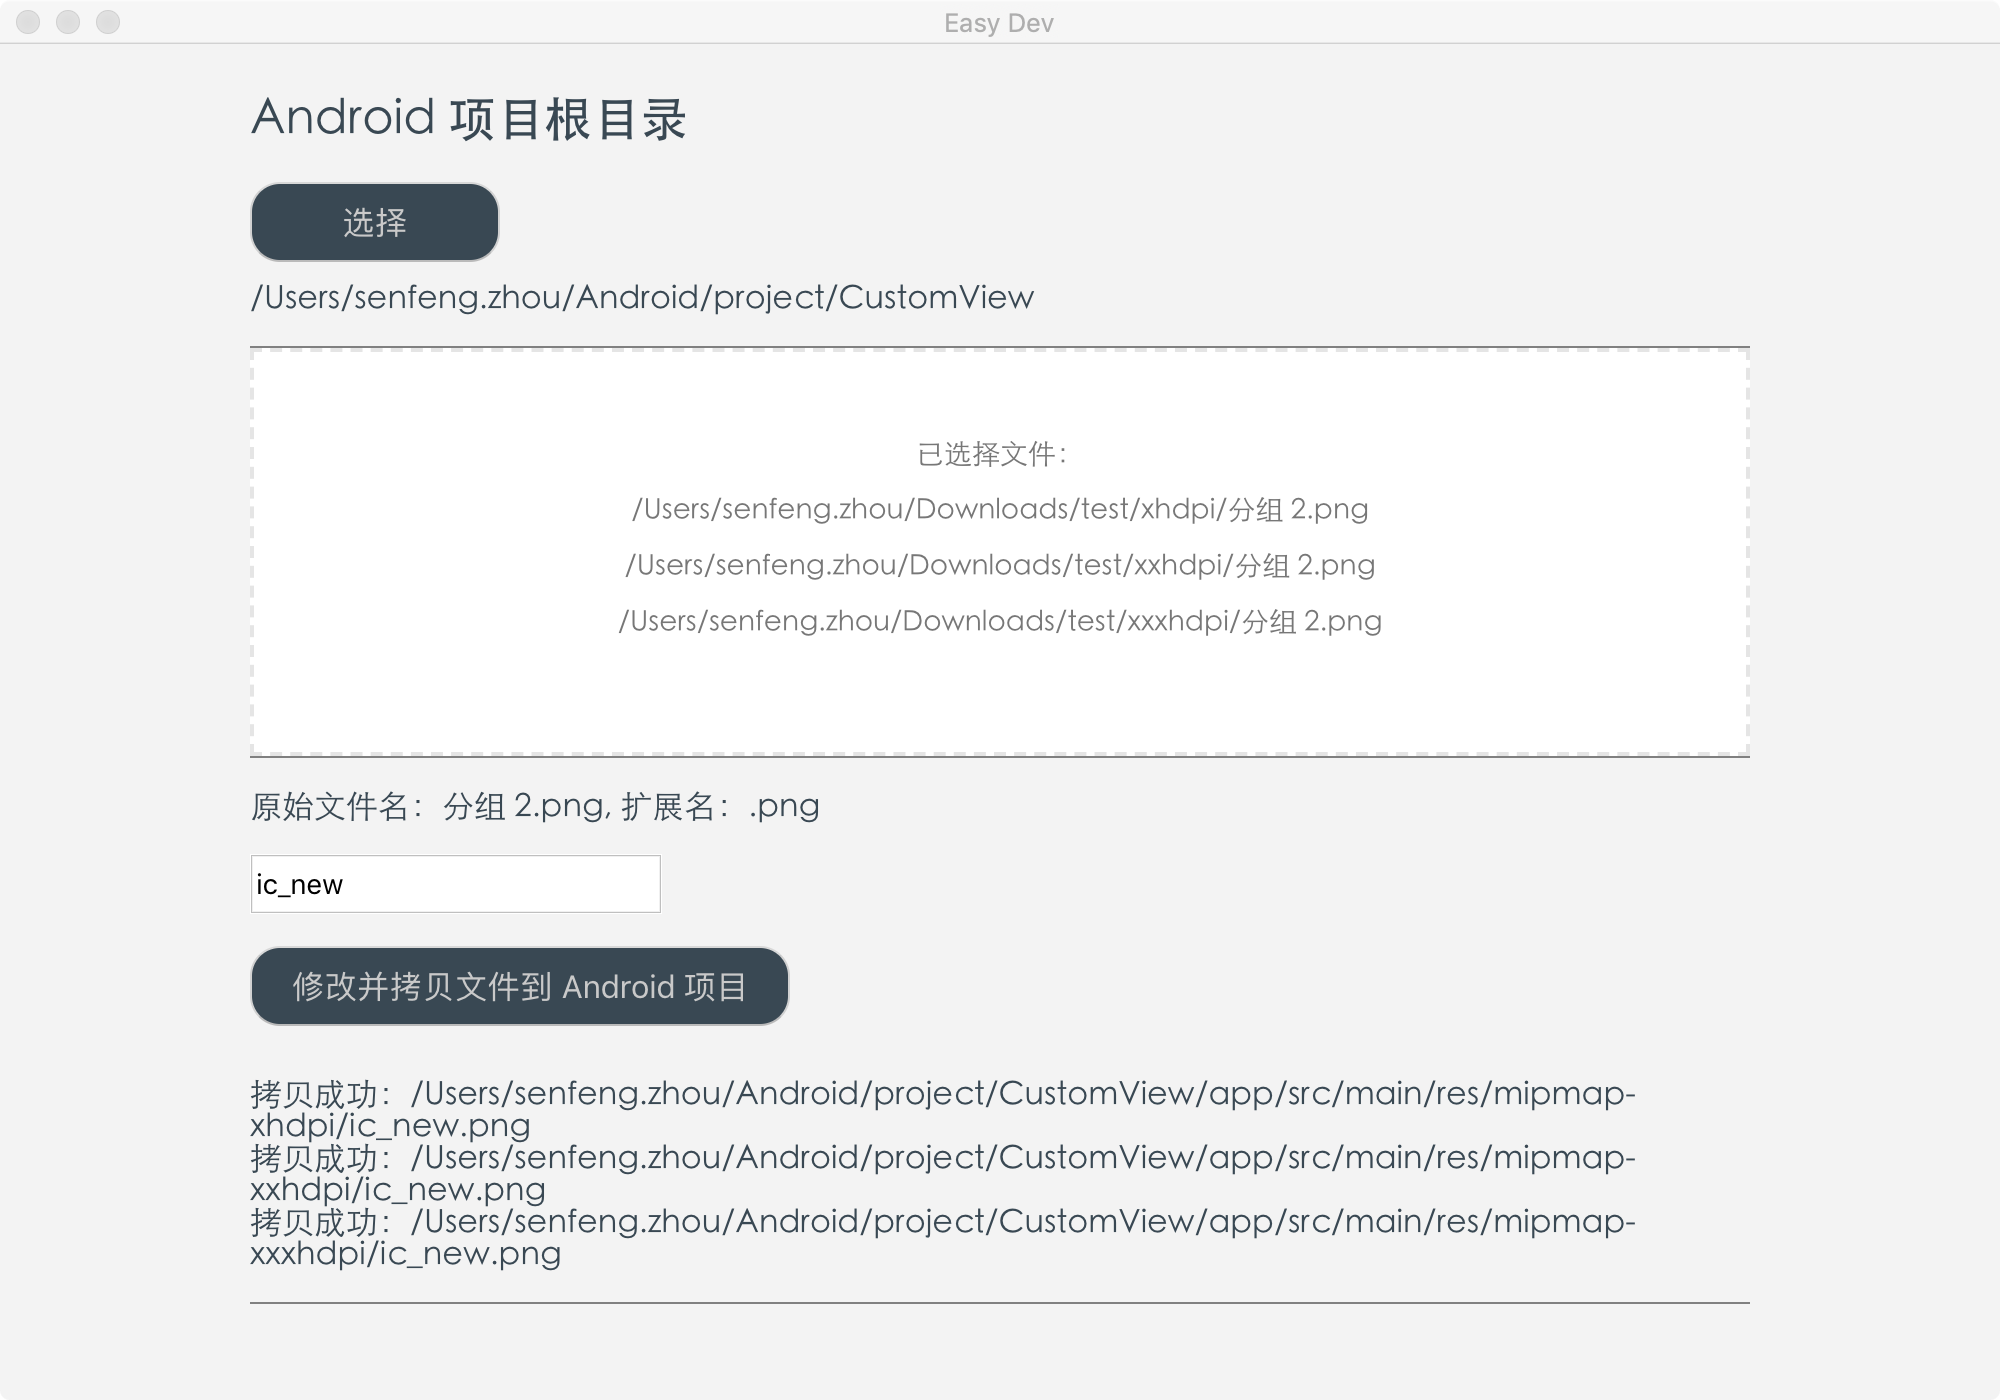 Easy Dev
Android 项目根目录
选择
/Users/senfeng.zhou/Android/project/CustomView
已选择文件：
/Users/senfeng.zhou/Downloads/test/xhdpi/分组 2.png
/Users/senfeng.zhou/Downloads/test/xxhdpi/分组 2.png
/Users/senfeng.zhou/Downloads/test/xxxhdpi/分组 2.png
原始文件名：分组 2.png, 扩展名：.png
ic_new
修改并拷贝文件到 Android 项目
拷贝成功：/Users/senfeng.zhou/Android/project/CustomView/app/src/main/res/mipmap-
xhdpi/ic_new.png
拷贝成功：/Users/senfeng.zhou/Android/project/CustomView/app/src/main/res/mipmap-
xxhdpi/ic_new.png
拷贝成功：/Users/senfeng.zhou/Android/project/CustomView/app/src/main/res/mipmap-
xxxhdpi/ic_new.png